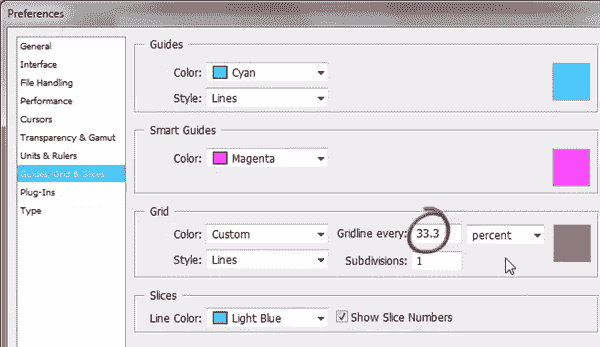 Preferences
General
Interface
File Handling
Performance
Cursors
Transparency & Gamut
Units & Rulers
Guides, Grid & Slices
Plug-Ins
Type
Guides
Color: Cyan
Style: Lines
Smart Guides
Color: Magenta
Grid
Color: Custom Gridline every: 33.3 percent
Style: Lines Subdivisions: 1
Slices
Line Color: Light Blue Show Slice Numbers